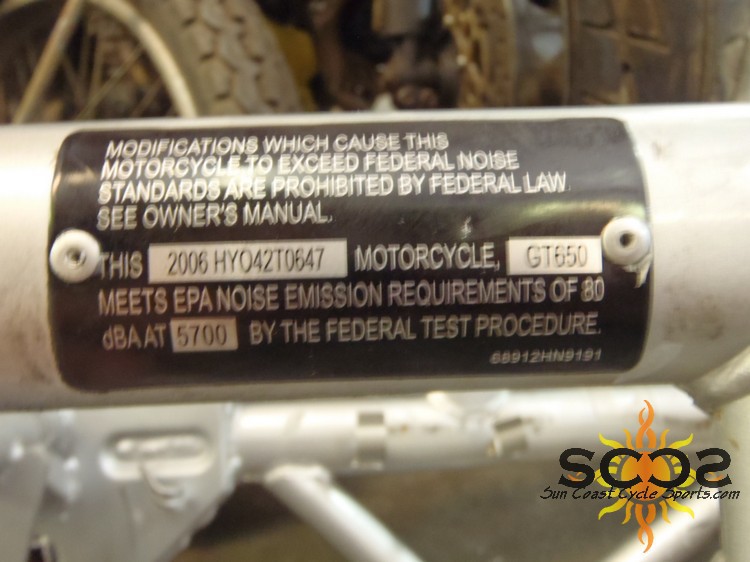 MODIFICATIONS WHICH CAUSE THIS
MOTORCYCLE TO EXCEED FEDERAL NOISE
STANDARDS ARE PROHIBITED BY FEDERAL LAW.
SEE OWNER'S MANUAL.
THIS 2006 HYO42T0647 MOTORCYCLE, GT650
MEETS EPA NOISE EMISSION REQUIREMENTS OF 80
dBA AT 5700 BY THE FEDERAL TEST PROCEDURE.
68912HN9191
SCCS
Sun Coast Cycle Sports.com